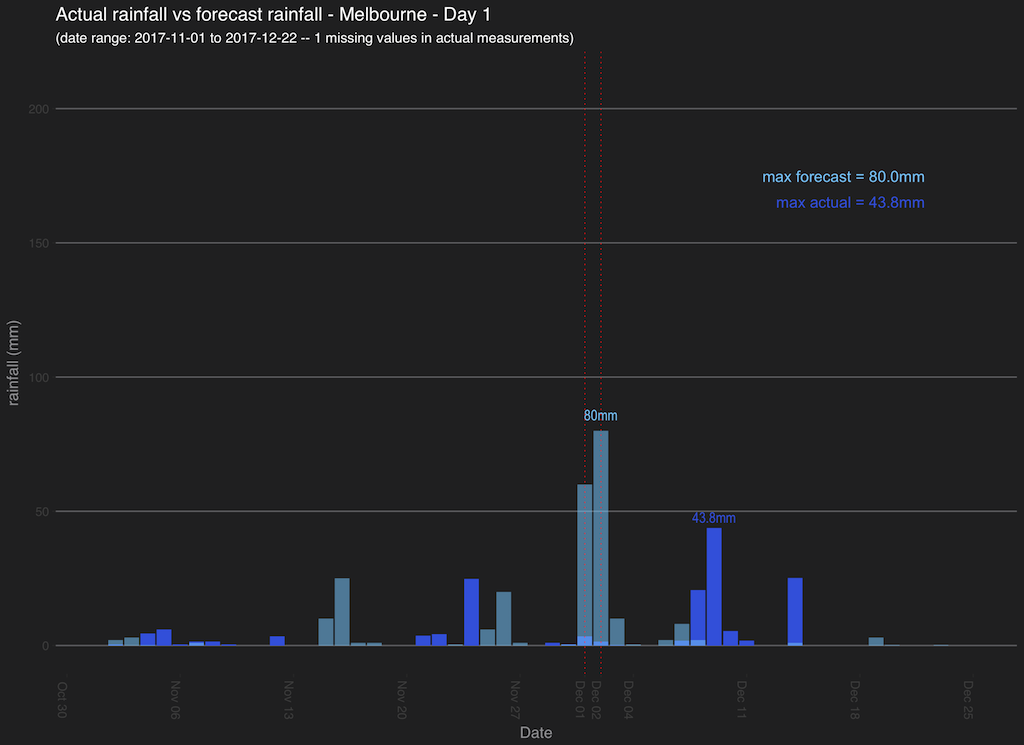 Actual rainfall vs forecast rainfall - Melbourne - Day 1
(date range: 2017-11-01 to 2017-12-22 -- 1 missing values in actual measurements)
200
max forecast = 80.0mm
max actual = 43.8mm
150
rainfall (mm)
100
80mm
50
43.8mm
0
Oct 30
Nov 06
Nov 13
Nov 20
Nov 27
Dec 01
Dec 02
Dec 04
Dec 11
Dec 18
Dec 25
Date